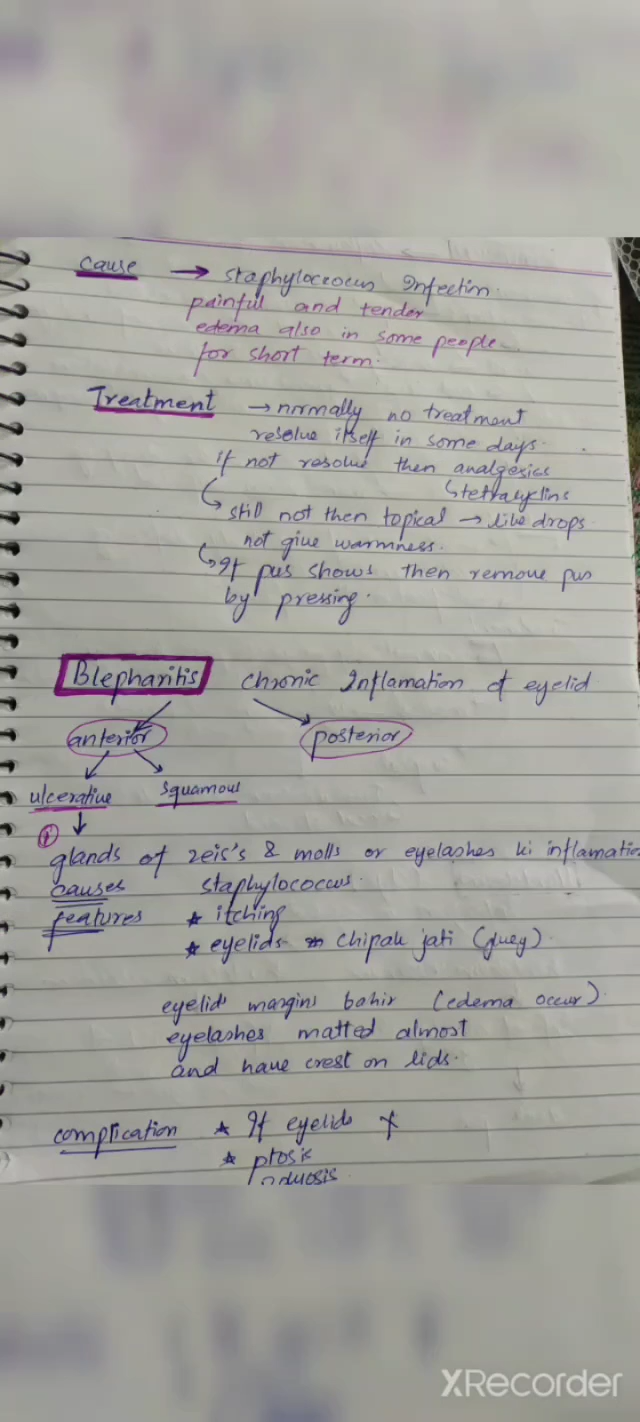 Cause → staphyloceocus Infection
painful and tender
edema also in some people
for short term.
Treatment → normally no treatment
resolve itself in some days.
if not resolve then analgesics
↳ tetracyclins
↳ still not then topical → like drops
not give warmness.
↳ If pus shows then remove pus
by pressing.
Blepharitis chronic Inflamation of eyelid
anterior posterior
ulcerative squamous
①
glands of zeis's & molls or eyelashes ki inflamation
causes staphylococcus.
features * itching
* eyelids chipak jati (gluey).
eyelid margins bahir (edema occur).
eyelashes matted almost
and have crest on lids.
complication * If eyelids x
* ptosis
XRecorder